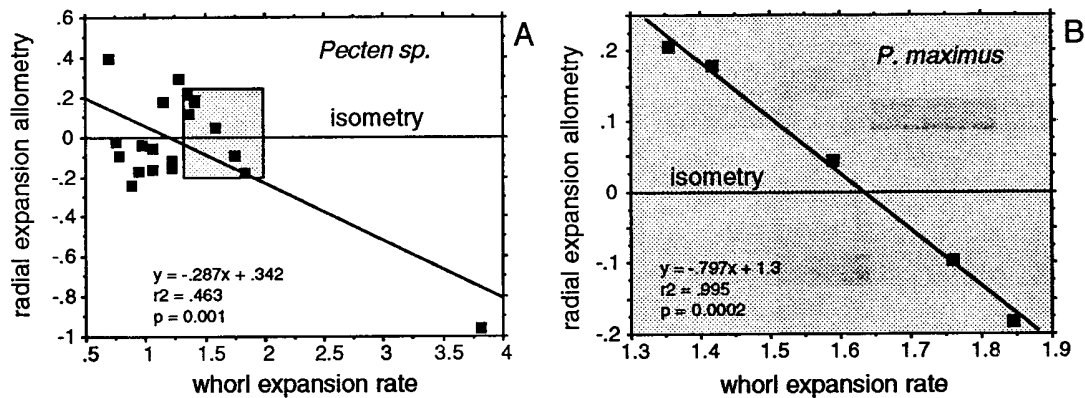 A
Pecten sp.
isometry
radial expansion allometry
.6
.4
.2
0
-.2
-.4
-.6
-.8
-1
y = -.287x + .342
r2 = .463
p = 0.001
.5
1
1.5
2
2.5
3
3.5
4
whorl expansion rate
B
P. maximus
isometry
radial expansion allometry
.2
.1
0
-.1
-.2
y = -.797x + 1.3
r2 = .995
p = 0.0002
1.3
1.4
1.5
1.6
1.7
1.8
1.9
whorl expansion rate